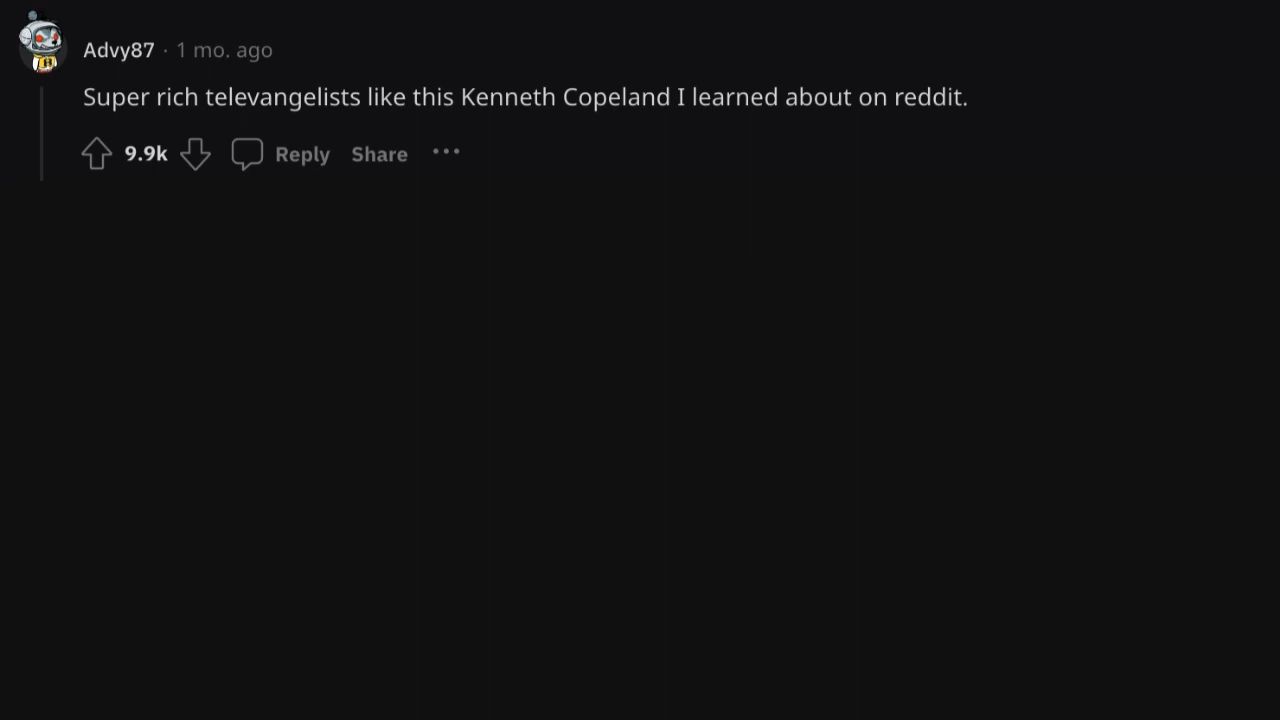 Advy87 · 1 mo. ago
Super rich televangelists like this Kenneth Copeland I learned about on reddit.
9.9k Reply Share ···